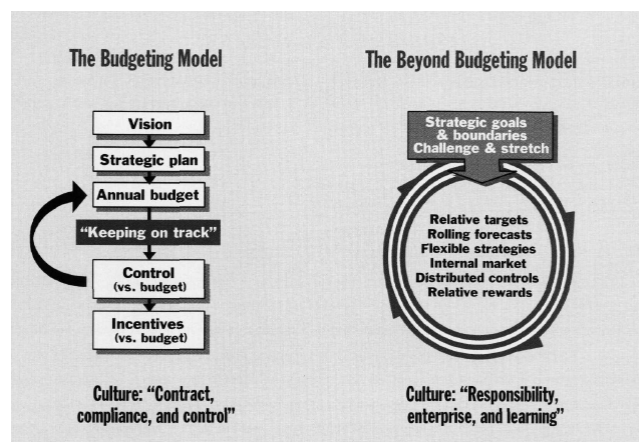 The Budgeting Model
Vision
Strategic plan
Annual budget
"Keeping on track"
Control
(vs. budget)
Incentives
(vs. budget)
Culture: "Contract,
compliance, and control"
The Beyond Budgeting Model
Strategic goals
& boundaries
Challenge & stretch
Relative targets
Rolling forecasts
Flexible strategies
Internal market
Distributed controls
Relative rewards
Culture: "Responsibility,
enterprise, and learning"